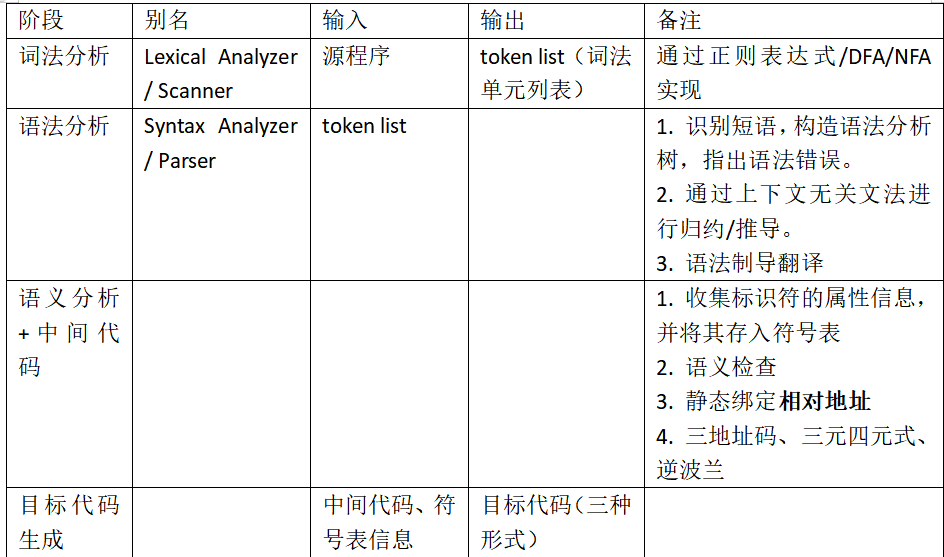 阶段 别名 输入 输出 备注
词法分析 Lexical Analyzer 源程序 token list（词法 通过正则表达式/DFA/NFA
/ Scanner 单元列表） 实现
语法分析 Syntax Analyzer token list 1. 识别短语，构造语法分析
/ Parser 树，指出语法错误。
2. 通过上下文无关文法进
行归约/推导。
3. 语法制导翻译
语义分析 1. 收集标识符的属性信息，
+中间代 并将其存入符号表
码 2. 语义检查
3. 静态绑定相对地址
4. 三地址码、三元四元式、
逆波兰
目标代码 中间代码、符 目标代码（三种
生成 号表信息 形式）